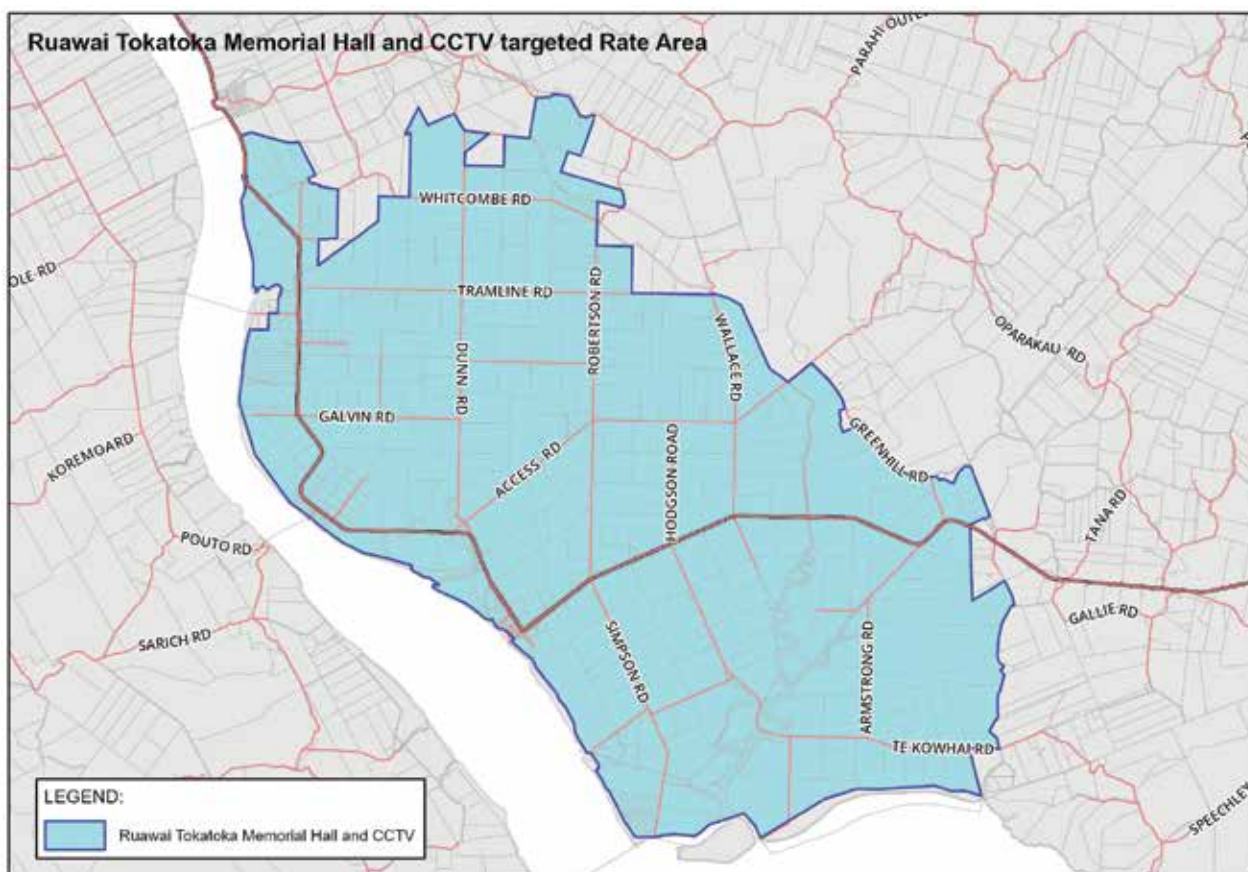 Ruawai Tokatoka Memorial Hall and CCTV targeted Rate Area
PARAHI OUTE
WHITCOMBE RD
OLE RD
TRAMLINE RD
ROBERTSON RD
WALLACE RD
OPARAKAU RD
DUNN RD
GALVIN RD
KOREMOARD
ACCESS RD
HODGSON ROAD
GREENHILL RD
TANA RD
POUTO RD
SARICH RD
SIMPSON RD
ARMSTRONG RD
GALLIE RD
TE KOWHAI RD
SPEECHLEY
LEGEND:
Ruawai Tokatoka Memorial Hall and CCTV